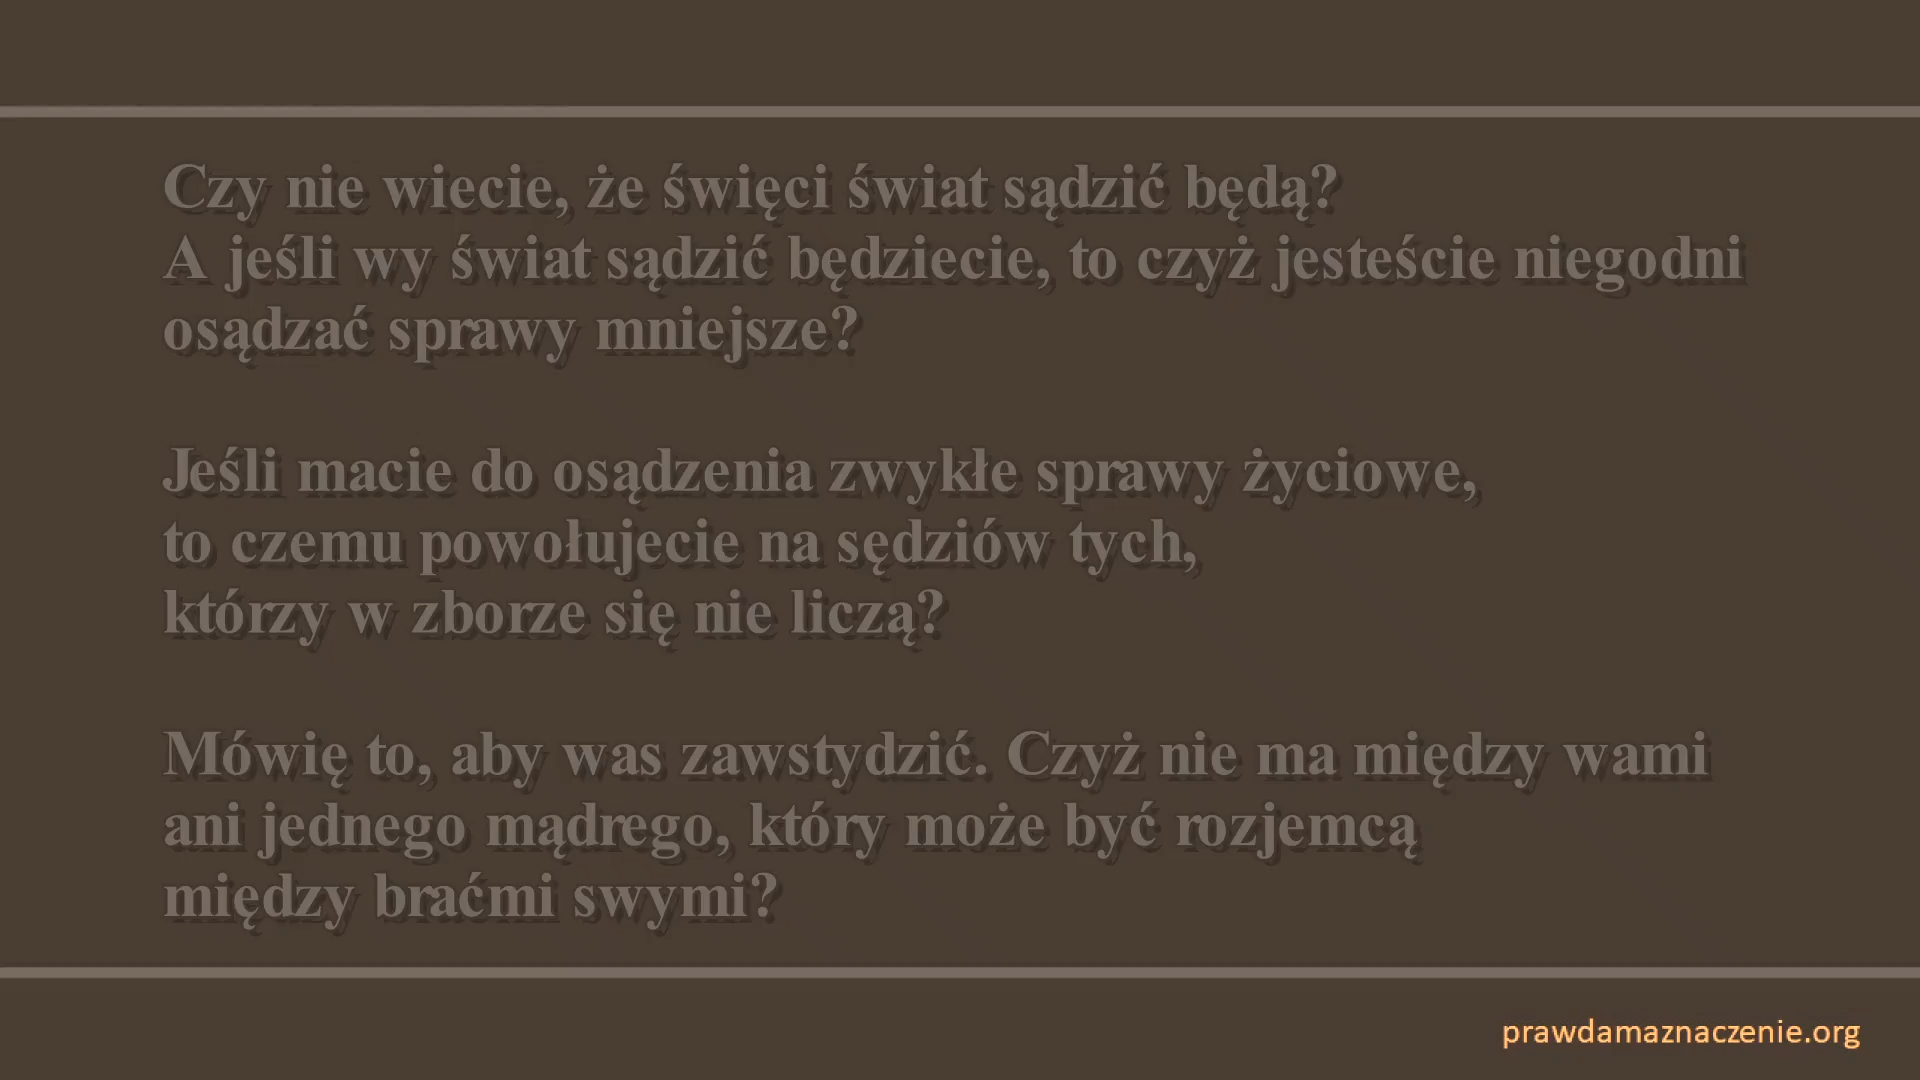 Czy nie wiecie, że święci świat sądzić będą?
A jeśli wy świat sądzić będziecie, to czyż jesteście niegodni
osądzać sprawy mniejsze?
Jeśli macie do osądzenia zwykłe sprawy życiowe,
to czemu powołujecie na sędziów tych,
którzy w zborze się nie liczą?
Mówię to, aby was zawstydzić. Czyż nie ma między wami
ani jednego mądrego, który może być rozjemcą
między braćmi swymi?
prawdamaznaczenie.org